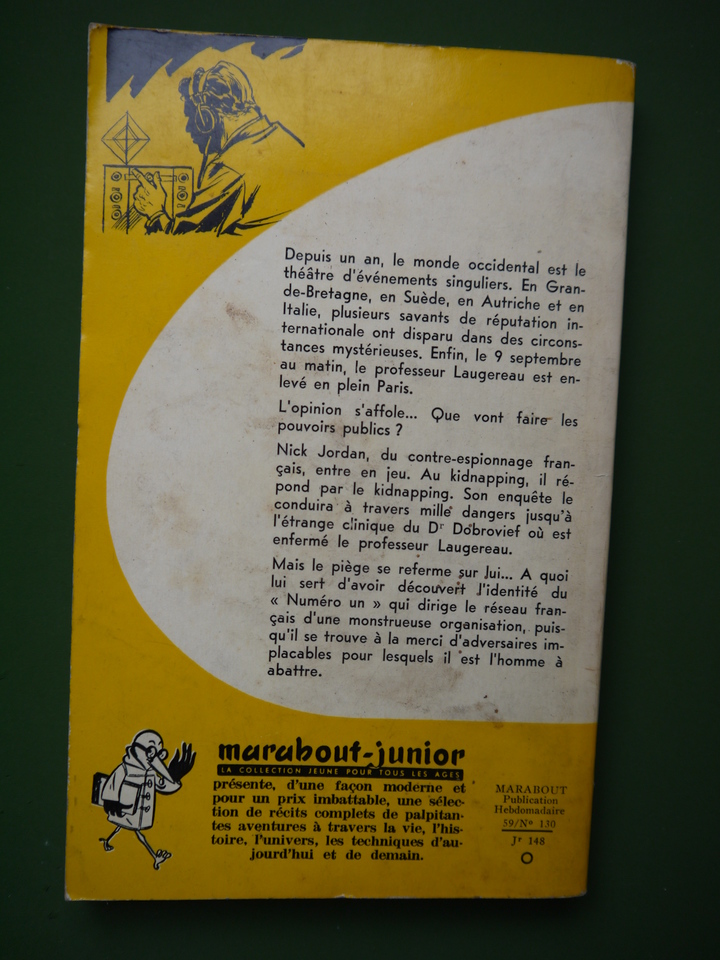 Depuis un an, le monde occidental est le
théâtre d'événements singuliers. En Gran-
de-Bretagne, en Suède, en Autriche et en
Italie, plusieurs savants de réputation in-
ternationale ont disparu dans des circons-
tances mystérieuses. Enfin, le 9 septembre
au matin, le professeur Laugereau est en-
levé en plein Paris.
L'opinion s'affole... Que vont faire les
pouvoirs publics ?
Nick Jordan, du contre-espionnage fran-
çais, entre en jeu. Au kidnapping, il ré-
pond par le kidnapping. Son enquête le
conduira à travers mille dangers jusqu'à
l'étrange clinique du Dr Dobrovief où est
enfermé le professeur Laugereau.
Mais le piège se referme sur lui... A quoi
lui sert d'avoir découvert l'identité du
« Numéro un » qui dirige le réseau fran-
çais d'une monstrueuse organisation, puis-
qu'il se trouve à la merci d'adversaires im-
placables pour lesquels il est l'homme à
abattre.
marabout-junior
LA COLLECTION JEUNE POUR TOUS LES AGES
présente, d'une façon moderne et
pour un prix imbattable, une sélec-
tion de récits complets de palpitan-
tes aventures à travers la vie, l'his-
toire, l'univers, les techniques d'au-
jourd'hui et de demain.
MARABOUT
Publication
Hebdomadaire
59/No 130
Jr 148